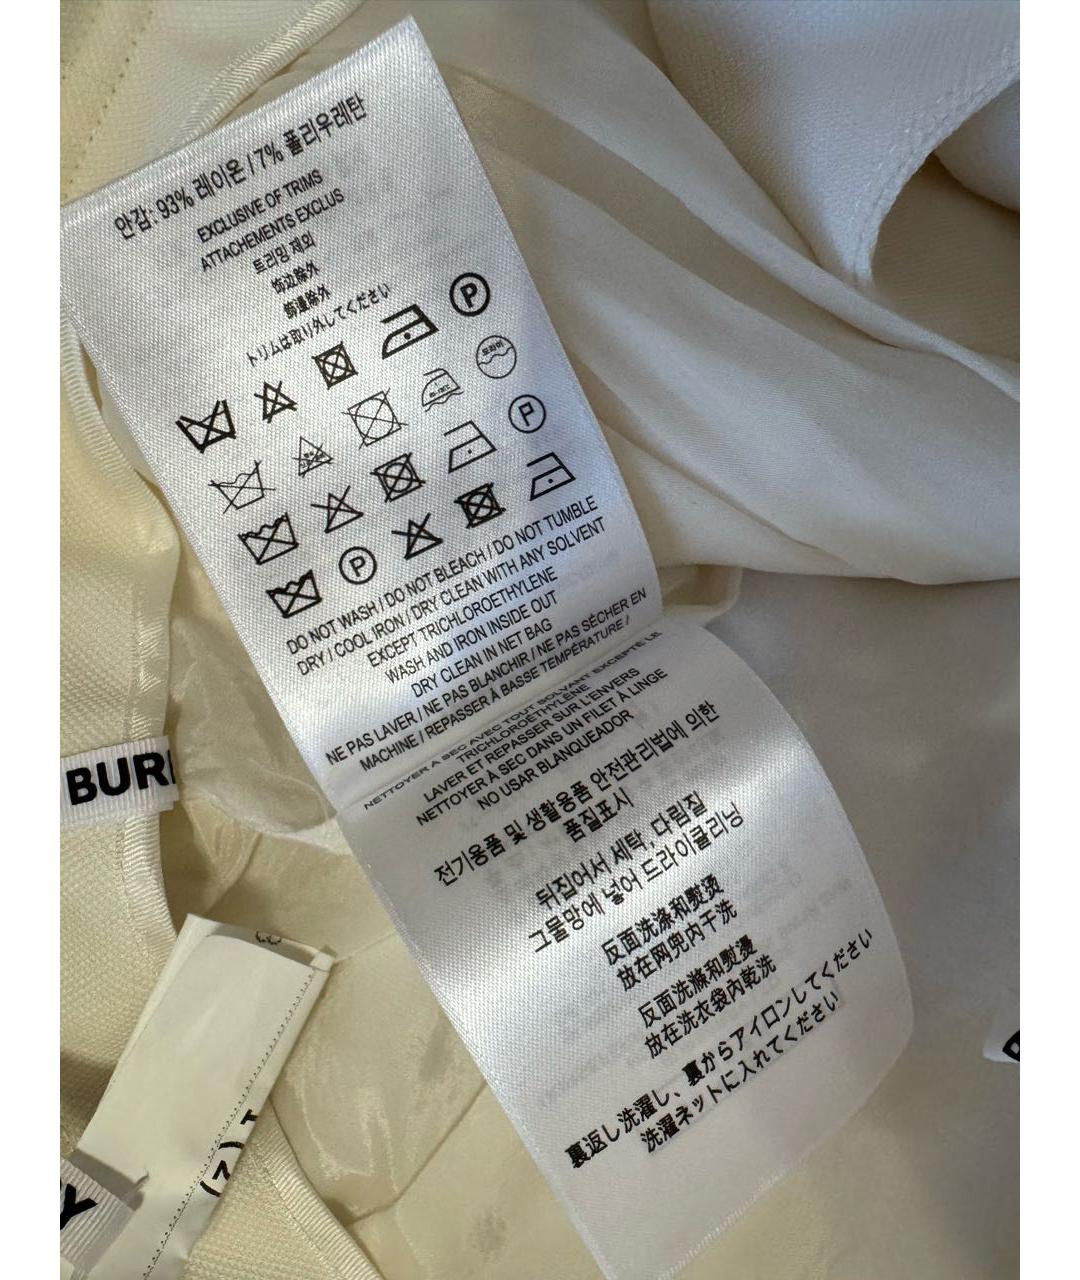 안감: 93% 레이온 / 7% 폴리우레탄
EXCLUSIVE OF TRIMS
ATTACHEMENTS EXCLUS
트리밍 제외
饰边除外
飾邊除外
トリムは取り外してください
P
드라이
P
P
DO NOT WASH / DO NOT BLEACH / DO NOT TUMBLE
DRY / COOL IRON / DRY CLEAN WITH ANY SOLVENT
EXCEPT TRICHLOROETHYLENE
WASH AND IRON INSIDE OUT
DRY CLEAN IN NET BAG
NE PAS LAVER / NE PAS BLANCHIR / NE PAS SÉCHER EN
MACHINE / REPASSER À BASSE TEMPÉRATURE /
NETTOYER A SEC AVEC TOUT SOLVANT EXCEPTÉ LE
TRICHLOROÉTHYLÈNE
LAVER ET REPASSER SUR L'ENVERS
NETTOYER À SEC DANS UN FILET À LINGE
NO USAR BLANQUEADOR
전기용품 및 생활용품 안전관리법에 의한
품질표시
뒤집어서 세탁, 다림질
그물망에 넣어 드라이클리닝
反面洗涤和熨烫
放在网兜内干洗
反面洗滌和熨燙
放在洗衣袋內乾洗
裏返し洗濯し、裏からアイロンしてください
洗濯ネットに入れてください
BUR
Y